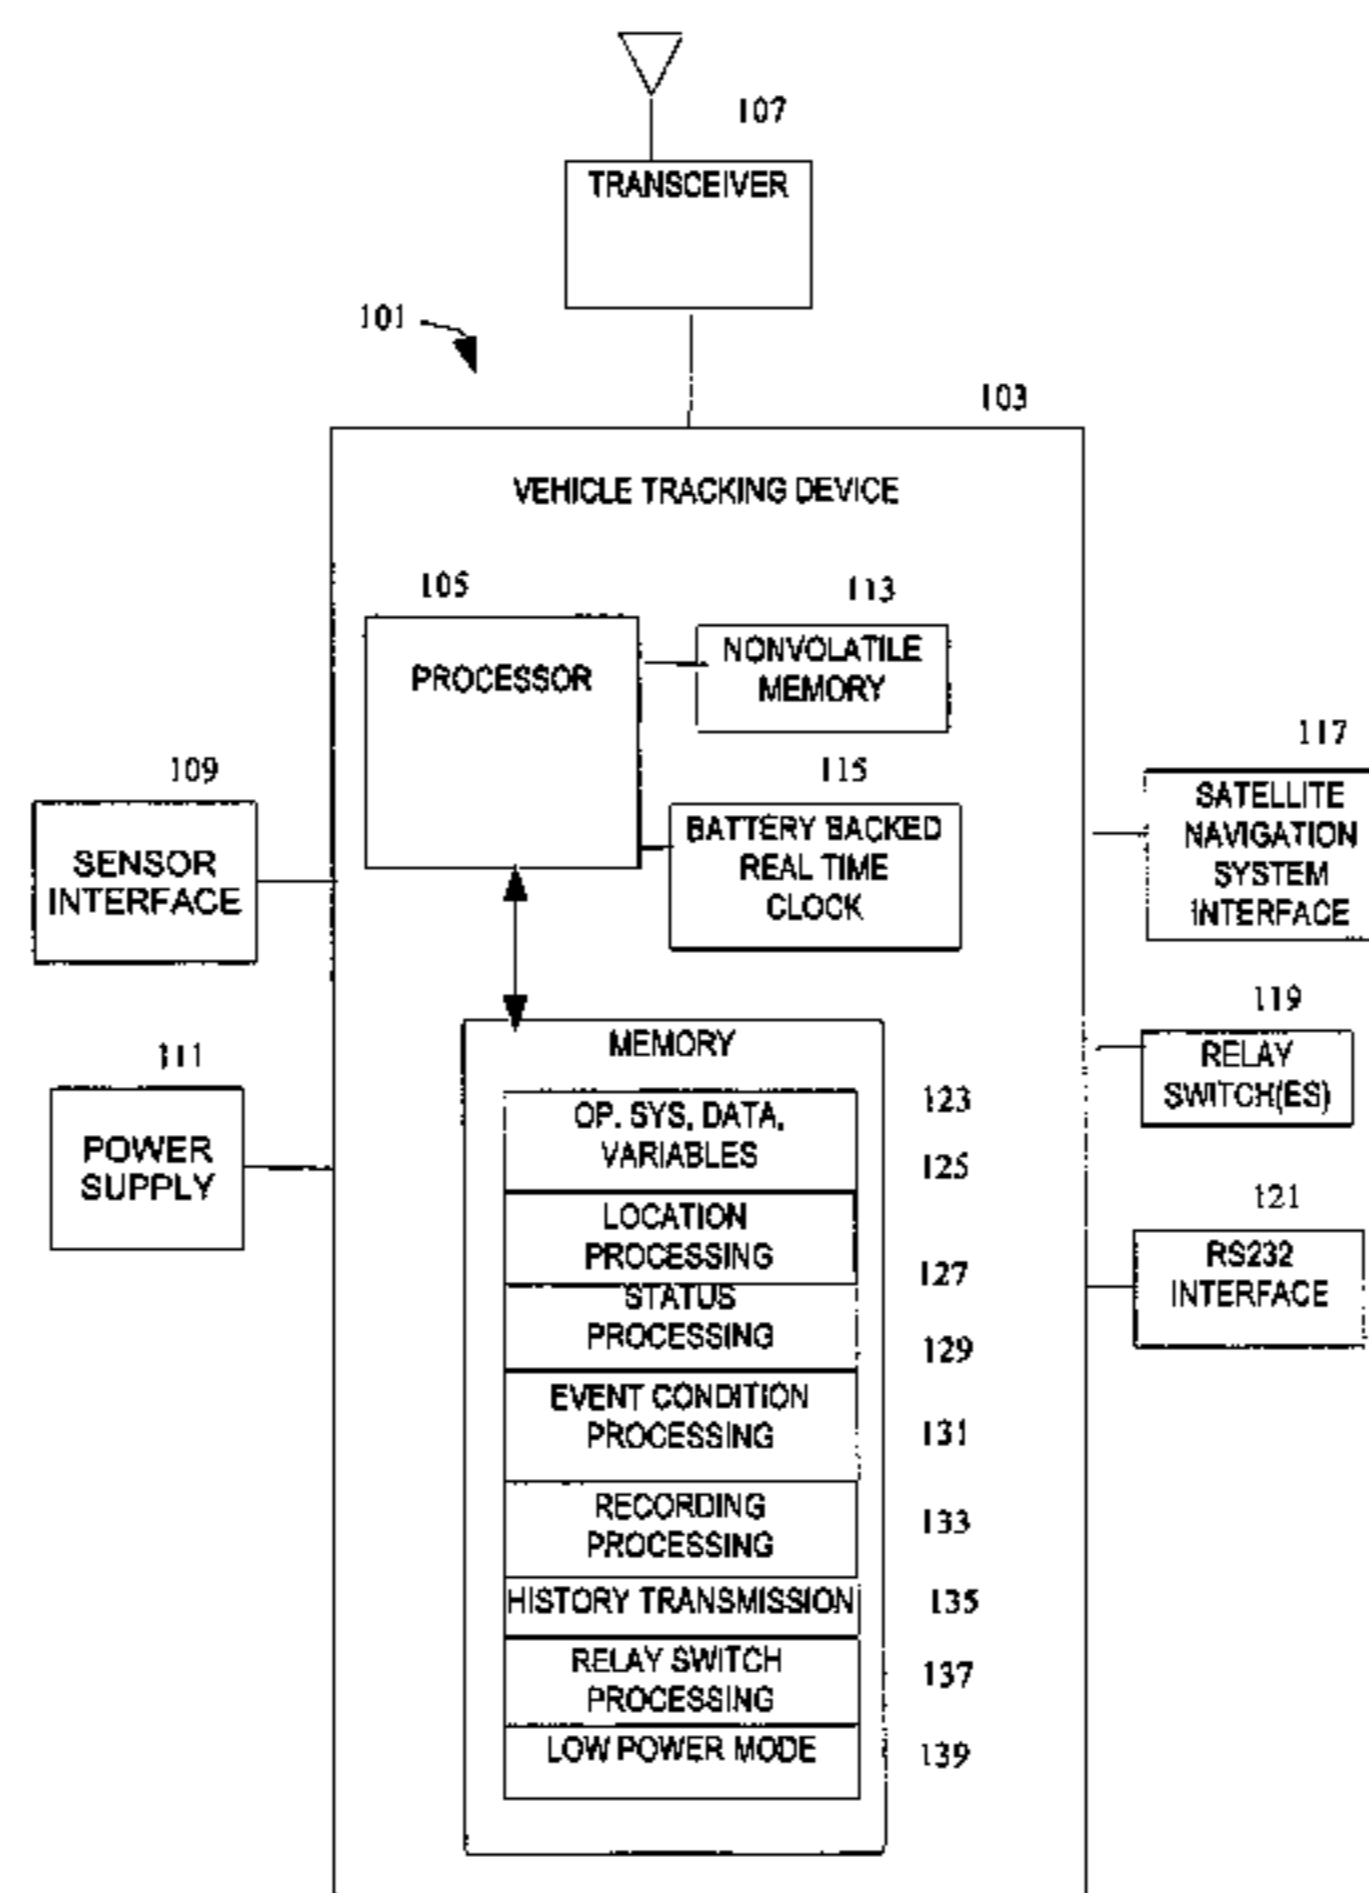 107
TRANSCEIVER
101
103
VEHICLE TRACKING DEVICE
105
PROCESSOR
113
NONVOLATILE
MEMORY
115
BATTERY BACKED
REAL TIME
CLOCK
109
SENSOR
INTERFACE
111
POWER
SUPPLY
117
SATELLITE
NAVIGATION
SYSTEM
INTERFACE
119
RELAY
SWITCH(ES)
121
RS232
INTERFACE
MEMORY
123
OP. SYS, DATA,
VARIABLES
125
LOCATION
PROCESSING
127
STATUS
PROCESSING
129
EVENT CONDITION
PROCESSING
131
RECORDING
PROCESSING
133
HISTORY TRANSMISSION
135
RELAY SWITCH
PROCESSING
137
LOW POWER MODE
139